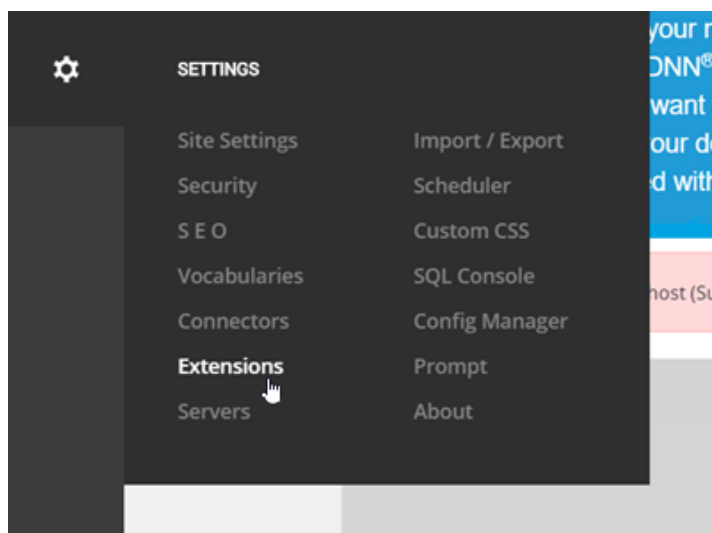 SETTINGS
Site Settings
Security
S E O
Vocabularies
Connectors
Extensions
Servers
Import / Export
Scheduler
Custom CSS
SQL Console
Config Manager
Prompt
About
your
DNN®
want
our
with
host (Su